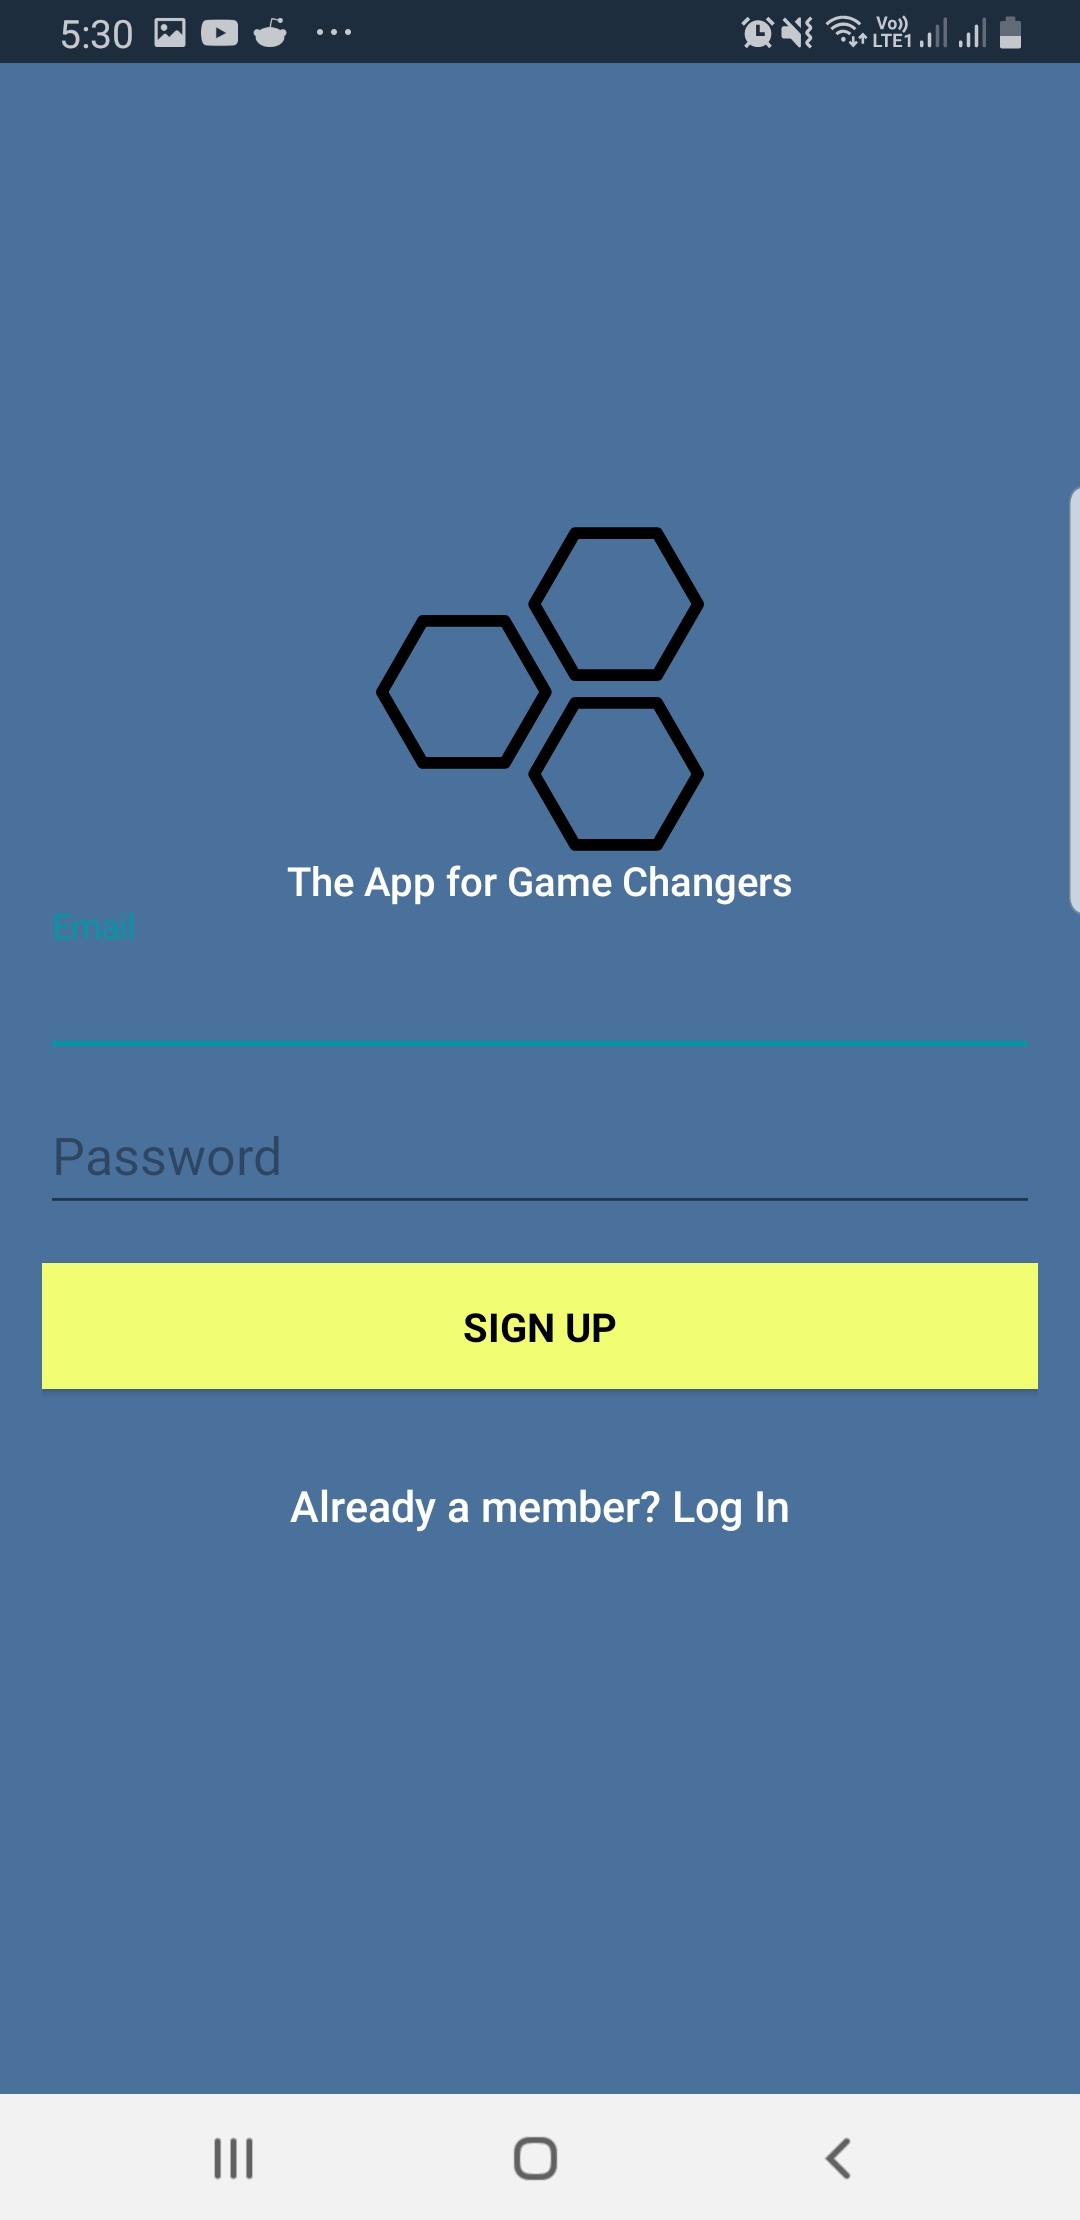 5:30
Vo))
LTE1
The App for Game Changers
Email
Password
SIGN UP
Already a member? Log In